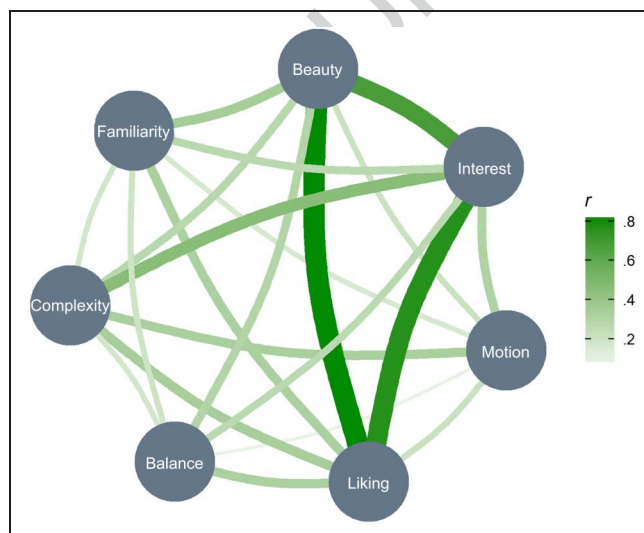 Beauty
Familiarity
Interest
Complexity
Motion
Balance
Liking
r
.8
.6
.4
.2